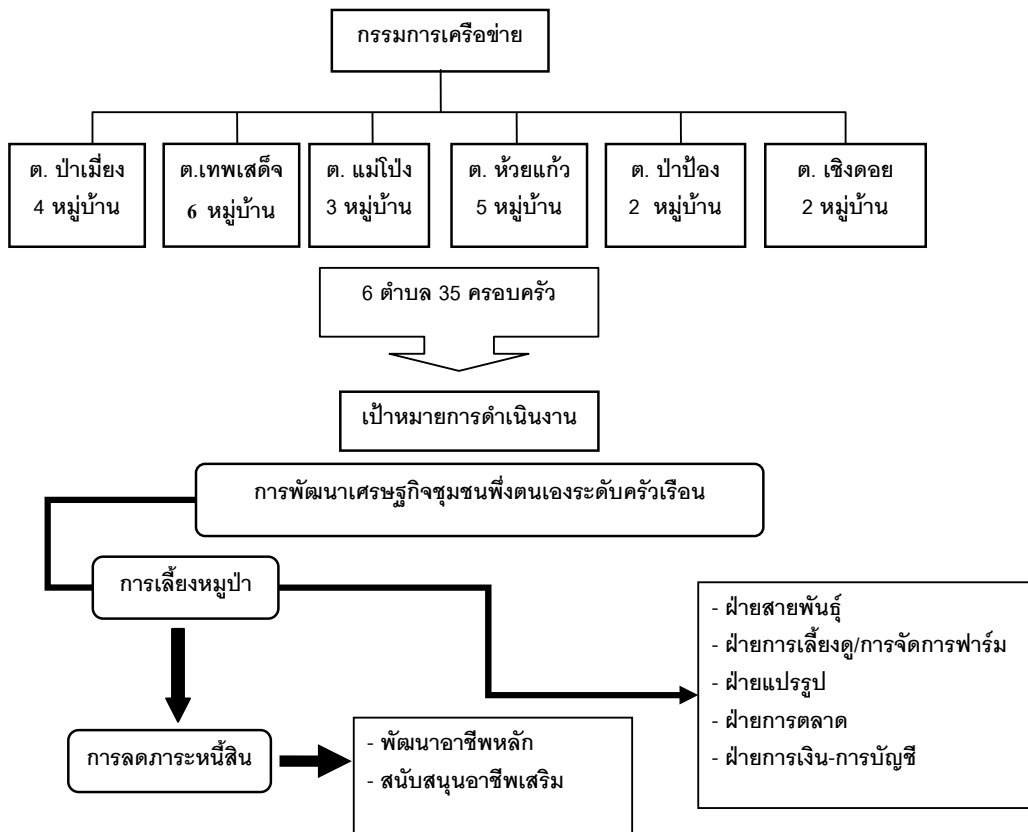 กรรมการเครือข่าย
ต. ป่าเมี่ยง
4 หมู่บ้าน
ต.เทพเสด็จ
6 หมู่บ้าน
ต. แม่โป่ง
3 หมู่บ้าน
ต. ห้วยแก้ว
5 หมู่บ้าน
ต. ป่าป้อง
2 หมู่บ้าน
ต. เชิงดอย
2 หมู่บ้าน
6 ตำบล 35 ครอบครัว
เป้าหมายการดำเนินงาน
การพัฒนาเศรษฐกิจชุมชนพึ่งตนเองระดับครัวเรือน
การเลี้ยงหมูป่า
- ฝ่ายสายพันธุ์
- ฝ่ายการเลี้ยงดู/การจัดการฟาร์ม
- ฝ่ายแปรรูป
- ฝ่ายการตลาด
- ฝ่ายการเงิน-การบัญชี
การลดภาระหนี้สิน
- พัฒนาอาชีพหลัก
- สนับสนุนอาชีพเสริม